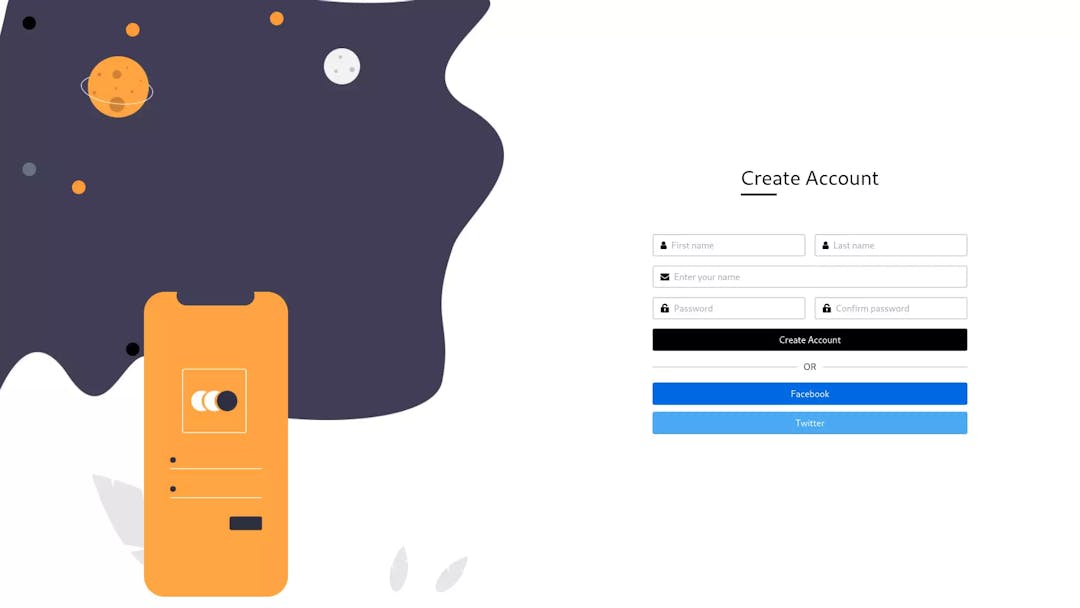 Create Account
First name Last name
Enter your name
Password Confirm password
Create Account
OR
Facebook
Twitter